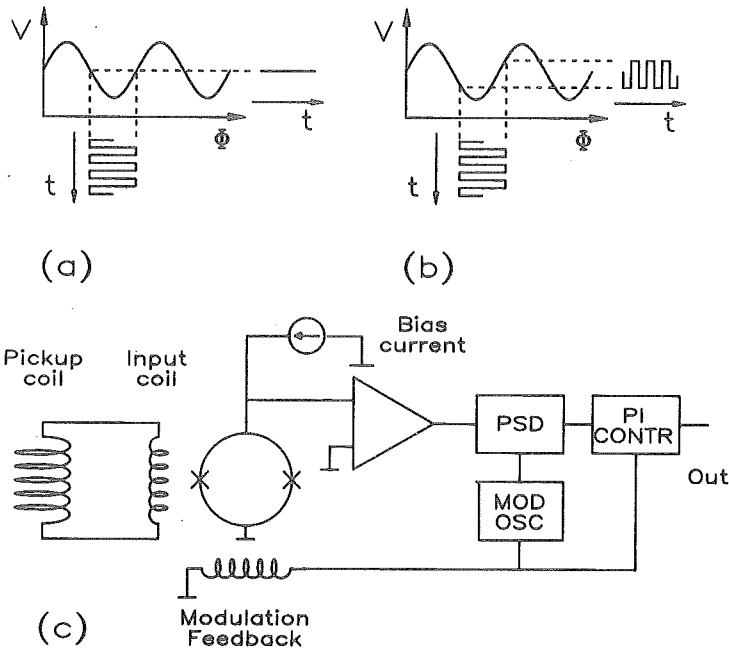 V
Φ
t
t
(a)
V
Φ
t
t
(b)
Pickup
coil
Input
coil
Bias
current
PSD
PI
CONTR
Out
MOD
OSC
Modulation
Feedback
(c)